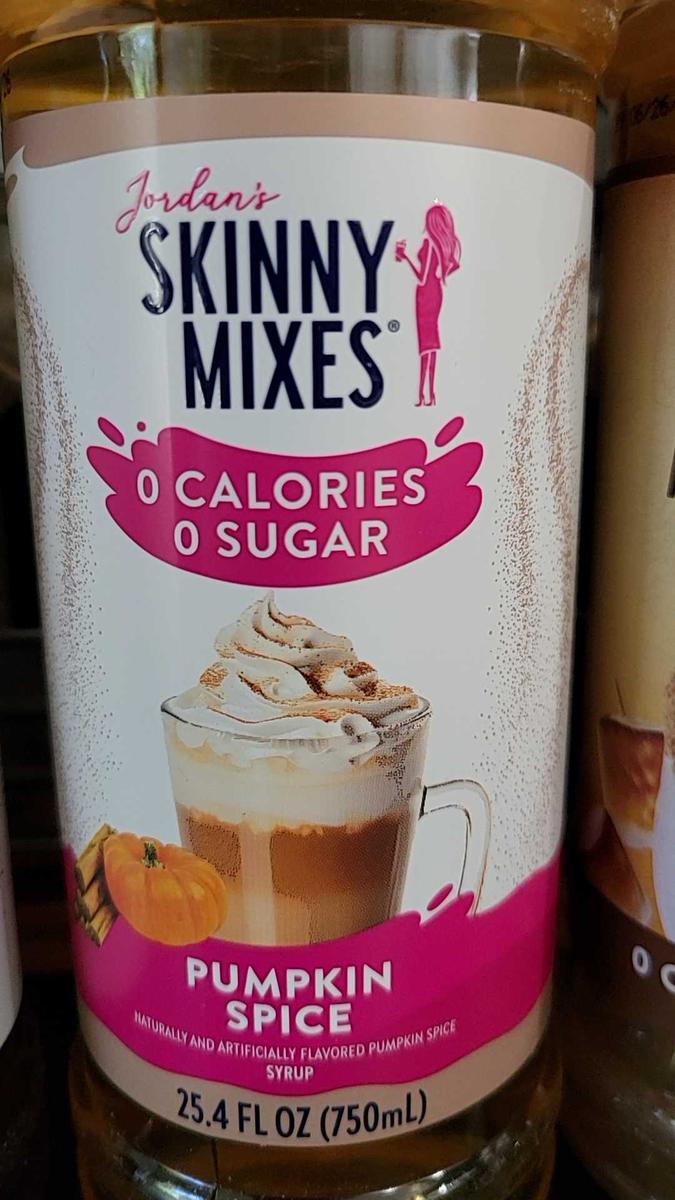 Jordan's
SKINNY
MIXES®
0 CALORIES
0 SUGAR
PUMPKIN
SPICE
NATURALLY AND ARTIFICIALLY FLAVORED PUMPKIN SPICE
SYRUP
25.4 FL OZ (750mL)